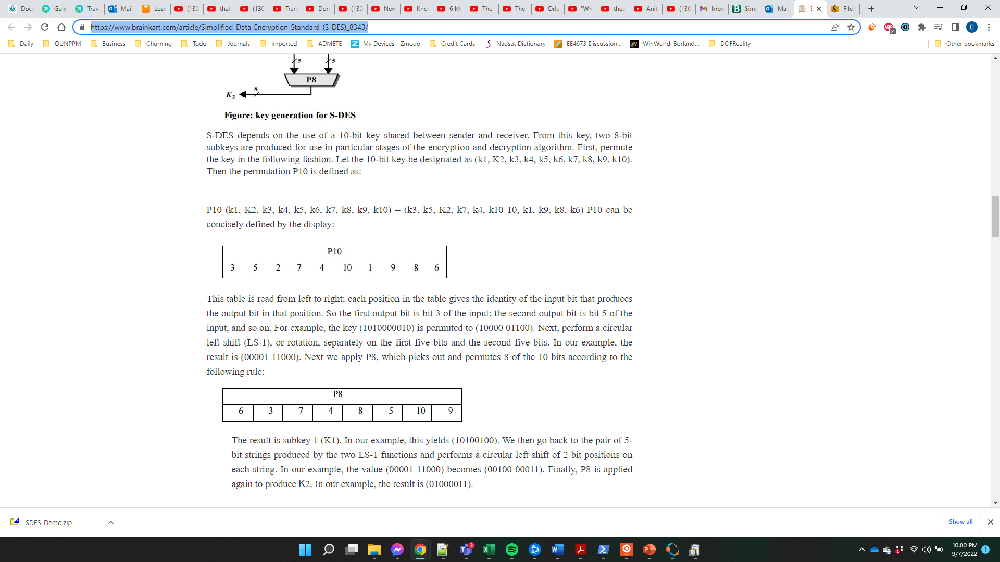 Doct
Guid
Trave
Mail
Lose
(130
that
(130
Tran
Don
(130
New
Kno
6 M
The
The
Orla
"Wh
thes
Anit
(130
Inbo
Simp
Mail
S
File
https://www.brainkart.com/article/Simplified-Data-Encryption-Standard-(S-DES)_8343/
ABP
2
C
Daily
OUNPPM
Business
Churning
Todo
Journals
Imported
ADMETE
My Devices - Zmodo
Credit Cards
Nadsat Dictionary
EE4673 Discussion...
WinWorld: Borland...
DOFReality
Other bookmarks
5 5
P8
8
K2
Figure: key generation for S-DES
S-DES depends on the use of a 10-bit key shared between sender and receiver. From this key, two 8-bit
subkeys are produced for use in particular stages of the encryption and decryption algorithm. First, permute
the key in the following fashion. Let the 10-bit key be designated as (k1, K2, k3, k4, k5, k6, k7, k8, k9, k10).
Then the permutation P10 is defined as:
P10 (k1, K2, k3, k4, k5, k6, k7, k8, k9, k10) = (k3, k5, K2, k7, k4, k10 10, k1, k9, k8, k6) P10 can be
concisely defined by the display:
P10
3 5 2 7 4 10 1 9 8 6
This table is read from left to right; each position in the table gives the identity of the input bit that produces
the output bit in that position. So the first output bit is bit 3 of the input; the second output bit is bit 5 of the
input, and so on. For example, the key (1010000010) is permuted to (10000 01100). Next, perform a circular
left shift (LS-1), or rotation, separately on the first five bits and the second five bits. In our example, the
result is (00001 11000). Next we apply P8, which picks out and permutes 8 of the 10 bits according to the
following rule:
P8
6 3 7 4 8 5 10 9
The result is subkey 1 (K1). In our example, this yields (10100100). We then go back to the pair of 5-
bit strings produced by the two LS-1 functions and performs a circular left shift of 2 bit positions on
each string. In our example, the value (00001 11000) becomes (00100 00011). Finally, P8 is applied
again to produce K2. In our example, the result is (01000011).
SDES_Demo.zip
Show all
3
10:00 PM
9/7/2022
1